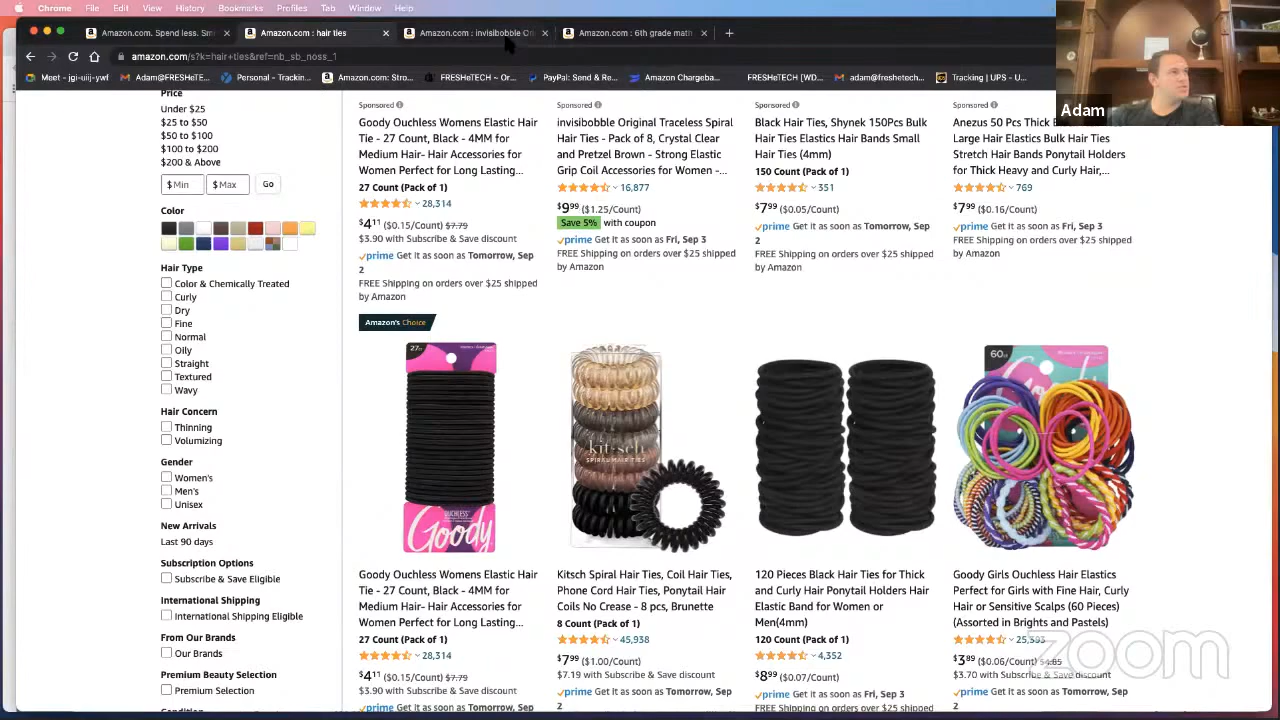 Chrome File Edit View History Bookmarks Profiles Tab Window Help
Amazon.com. Spend less. Sm
Amazon.com : hair ties
Amazon.com : invisibobble Ori
Amazon.com : 6th grade math
amazon.com/s?k=hair+ties&ref=nb_sb_noss_1
Meet - jgi-uiij-ywf
Adam@FRESHeTE...
Personal - Trackin...
Amazon.com: Stro...
FRESHeTECH ~ Or...
PayPal: Send & Re...
Amazon Chargeba...
FRESHeTECH [WD...
adam@freshetech...
Tracking | UPS - U...
Adam
Price
Under $25
$25 to $50
$50 to $100
$100 to $200
$200 & Above
$ Min $ Max Go
Color
Hair Type
Color & Chemically Treated
Curly
Dry
Fine
Normal
Oily
Straight
Textured
Wavy
Hair Concern
Thinning
Volumizing
Gender
Women's
Men's
Unisex
New Arrivals
Last 90 days
Subscription Options
Subscribe & Save Eligible
International Shipping
International Shipping Eligible
From Our Brands
Our Brands
Premium Beauty Selection
Premium Selection
Condition
Sponsored
Goody Ouchless Womens Elastic Hair
Tie - 27 Count, Black - 4MM for
Medium Hair- Hair Accessories for
Women Perfect for Long Lasting...
27 Count (Pack of 1)
28,314
$4.11 ($0.15/Count) $7.79
$3.90 with Subscribe & Save discount
prime Get it as soon as Tomorrow, Sep
2
FREE Shipping on orders over $25 shipped
by Amazon
Sponsored
invisibobble Original Traceless Spiral
Hair Ties - Pack of 8, Crystal Clear
and Pretzel Brown - Strong Elastic
Grip Coil Accessories for Women -...
16,877
$9.99 ($1.25/Count)
Save 5% with coupon
prime Get it as soon as Fri, Sep 3
FREE Shipping on orders over $25 shipped
by Amazon
Sponsored
Black Hair Ties, Shynek 150Pcs Bulk
Hair Ties Elastics Hair Bands Small
Hair Ties (4mm)
150 Count (Pack of 1)
351
$7.99 ($0.05/Count)
prime Get it as soon as Tomorrow, Sep
2
FREE Shipping on orders over $25 shipped
by Amazon
Sponsored
Anezus 50 Pcs Thick
Large Hair Elastics Bulk Hair Ties
Stretch Hair Bands Ponytail Holders
for Thick Heavy and Curly Hair,...
769
$7.99 ($0.16/Count)
prime Get it as soon as Fri, Sep 3
FREE Shipping on orders over $25 shipped
by Amazon
Amazon's Choice
27ct
OUCHLESS
Goody
Goody Ouchless Womens Elastic Hair
Tie - 27 Count, Black - 4MM for
Medium Hair- Hair Accessories for
Women Perfect for Long Lasting...
27 Count (Pack of 1)
28,314
$4.11 ($0.15/Count) $7.79
$3.90 with Subscribe & Save discount
prime Get it as soon as Tomorrow, Sep
kitsch
SPIRAL HAIR TIES
Kitsch Spiral Hair Ties, Coil Hair Ties,
Phone Cord Hair Ties, Ponytail Hair
Coils No Crease - 8 pcs, Brunette
8 Count (Pack of 1)
45,938
$7.99 ($1.00/Count)
$7.19 with Subscribe & Save discount
prime Get it as soon as Tomorrow, Sep
2
120 Pieces Black Hair Ties for Thick
and Curly Hair Ponytail Holders Hair
Elastic Band for Women or
Men(4mm)
120 Count (Pack of 1)
4,352
$8.99 ($0.07/Count)
prime Get it as soon as Fri, Sep 3
FREE Shipping on orders over $25 shipped
60ct
Goody Girls Ouchless Hair Elastics
Perfect for Girls with Fine Hair, Curly
Hair or Sensitive Scalps (60 Pieces)
(Assorted in Brights and Pastels)
$3.89 ($0.06/Count) $4.85
$3.70 with Subscribe & Save discount
prime Get it as soon as Tomorrow, Sep
2
zoom